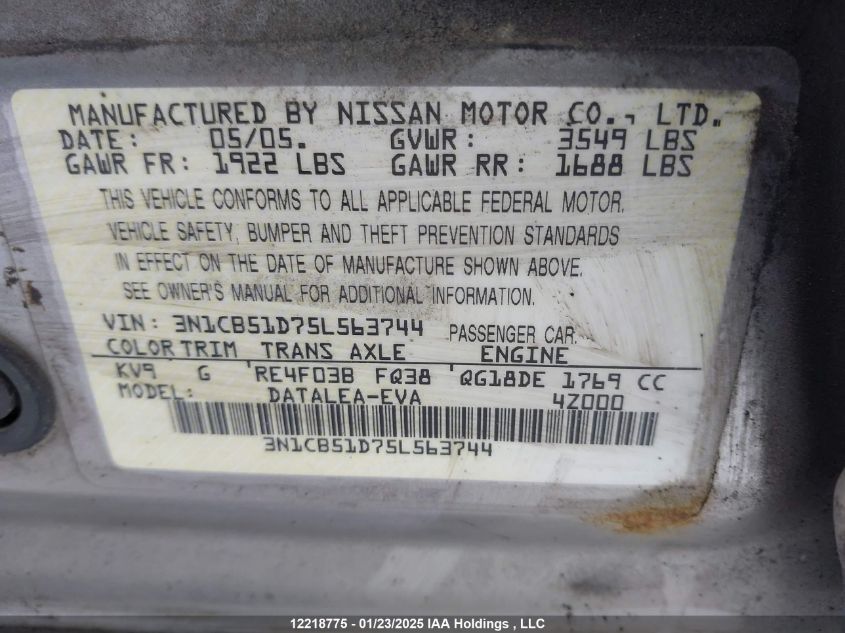 MANUFACTURED BY NISSAN MOTOR CO., LTD.
DATE: 05/05. GVWR: 3549 LBS
GAWR FR: 1922 LBS GAWR RR: 1688 LBS
THIS VEHICLE CONFORMS TO ALL APPLICABLE FEDERAL MOTOR
VEHICLE SAFETY, BUMPER AND THEFT PREVENTION STANDARDS
IN EFFECT ON THE DATE OF MANUFACTURE SHOWN ABOVE.
SEE OWNER'S MANUAL FOR ADDITIONAL INFORMATION.
VIN: 3N1CB51D75L563744 PASSENGER CAR.
COLOR TRIM TRANS AXLE ENGINE
KV9 G RE4F03B FQ38 QG18DE 1769 CC
MODEL: DATALEA-EVA 4Z000
3N1CB51D75L563744
12218775 - 01/23/2025 IAA Holdings , LLC